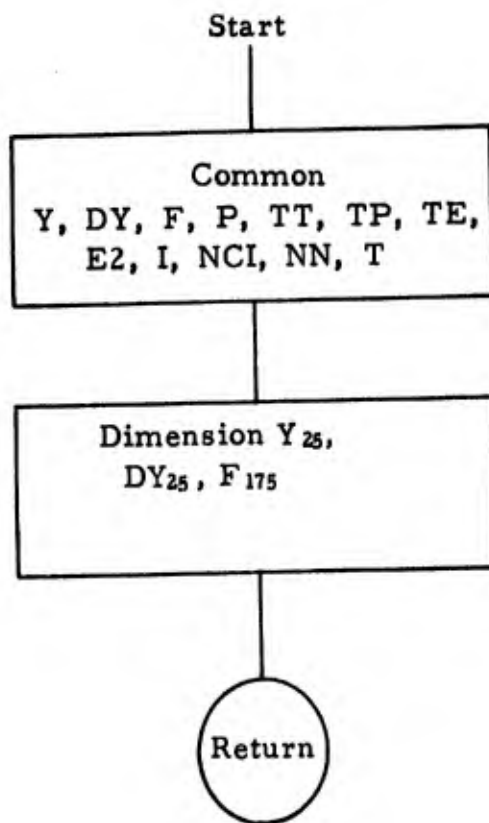 Start
Common
Y, DY, F, P, TT, TP, TE,
E2, I, NCI, NN, T
Dimension Y₂₅,
DY₂₅, F₁₇₅
Return